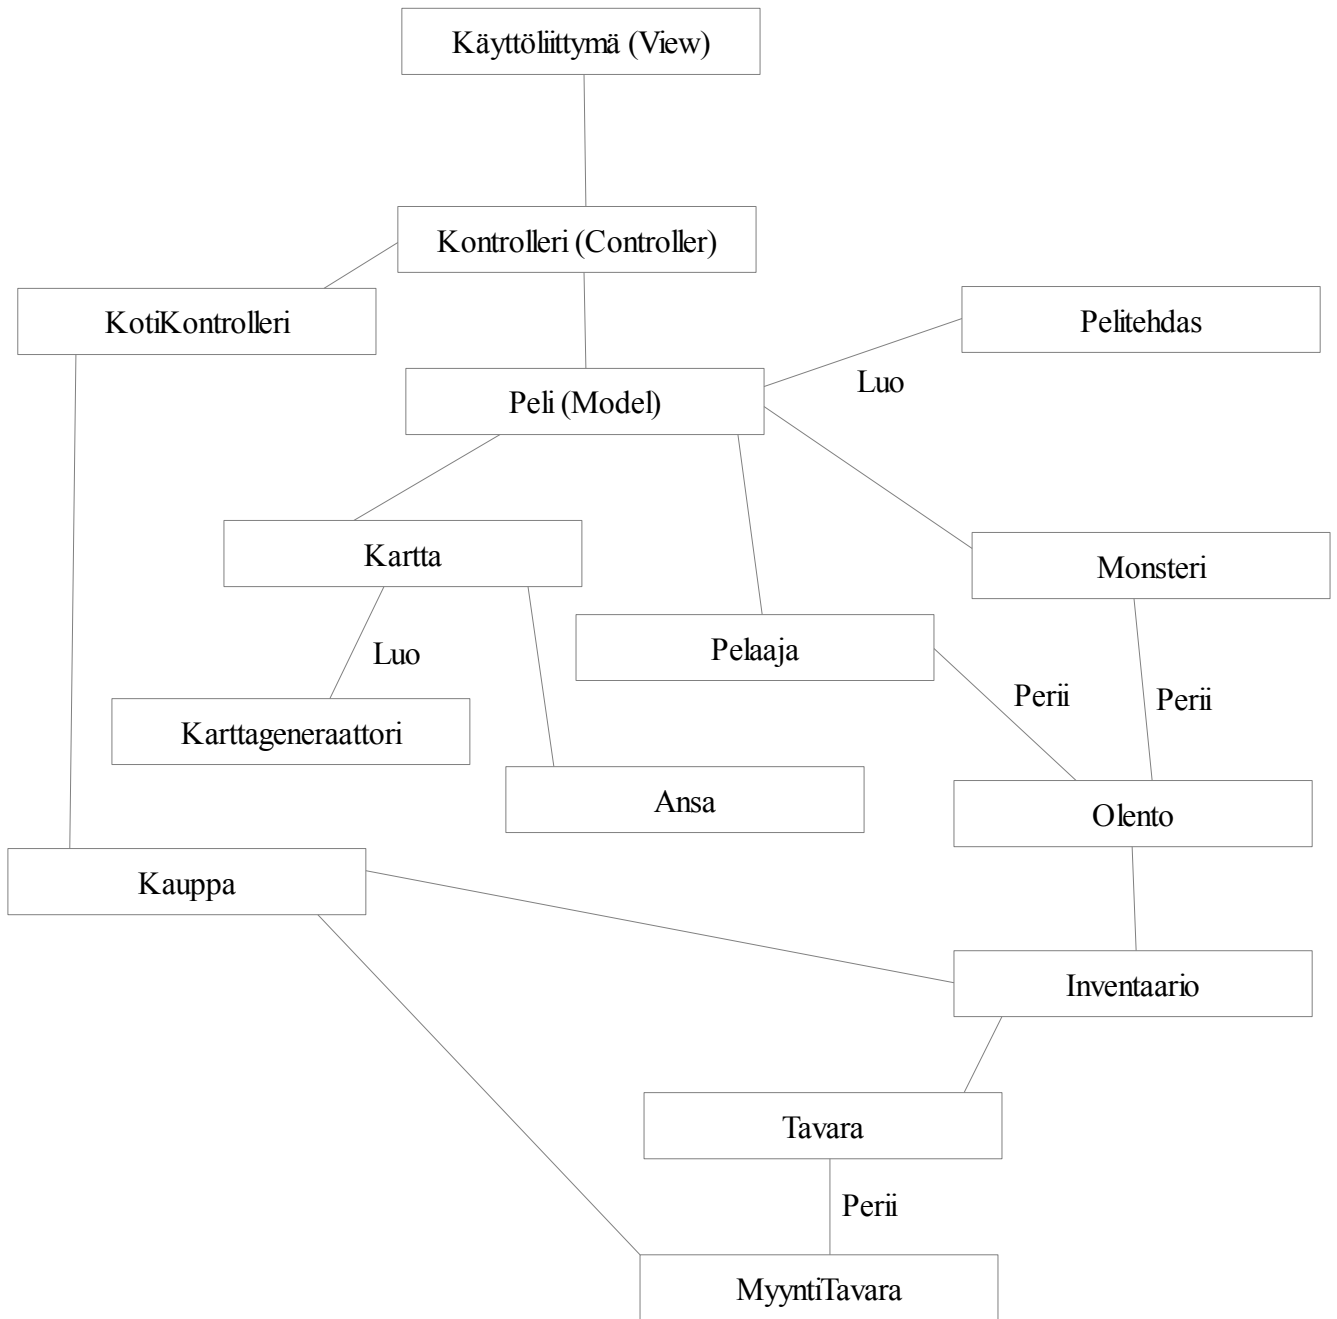 Käyttöliittymä (View)
Kontrolleri (Controller)
KotiKontrolleri
Pelitehdas
Luo
Peli (Model)
Kartta
Monsteri
Pelaaja
Luo
Perii
Perii
Karttageneraattori
Ansa
Olento
Kauppa
Inventaario
Tavara
Perii
MyyntiTavara